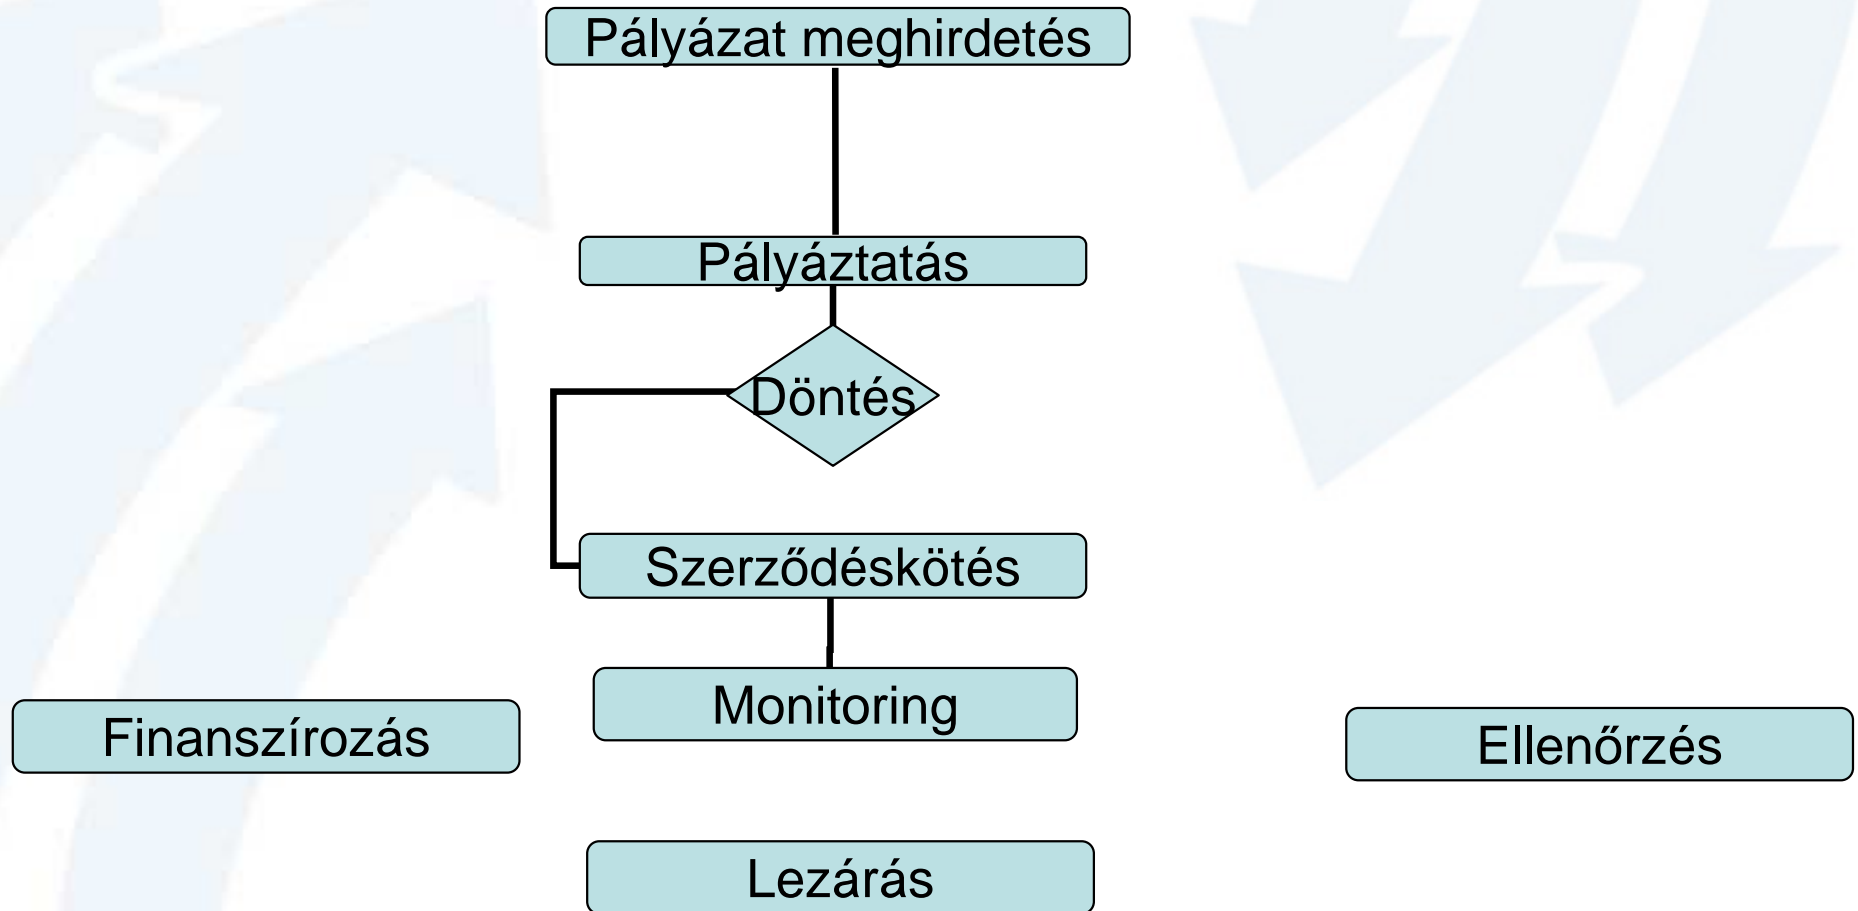 Pályázat meghirdetés
Pályáztatás
Döntés
Szerződéskötés
Monitoring
Finanszírozás
Ellenőrzés
Lezárás